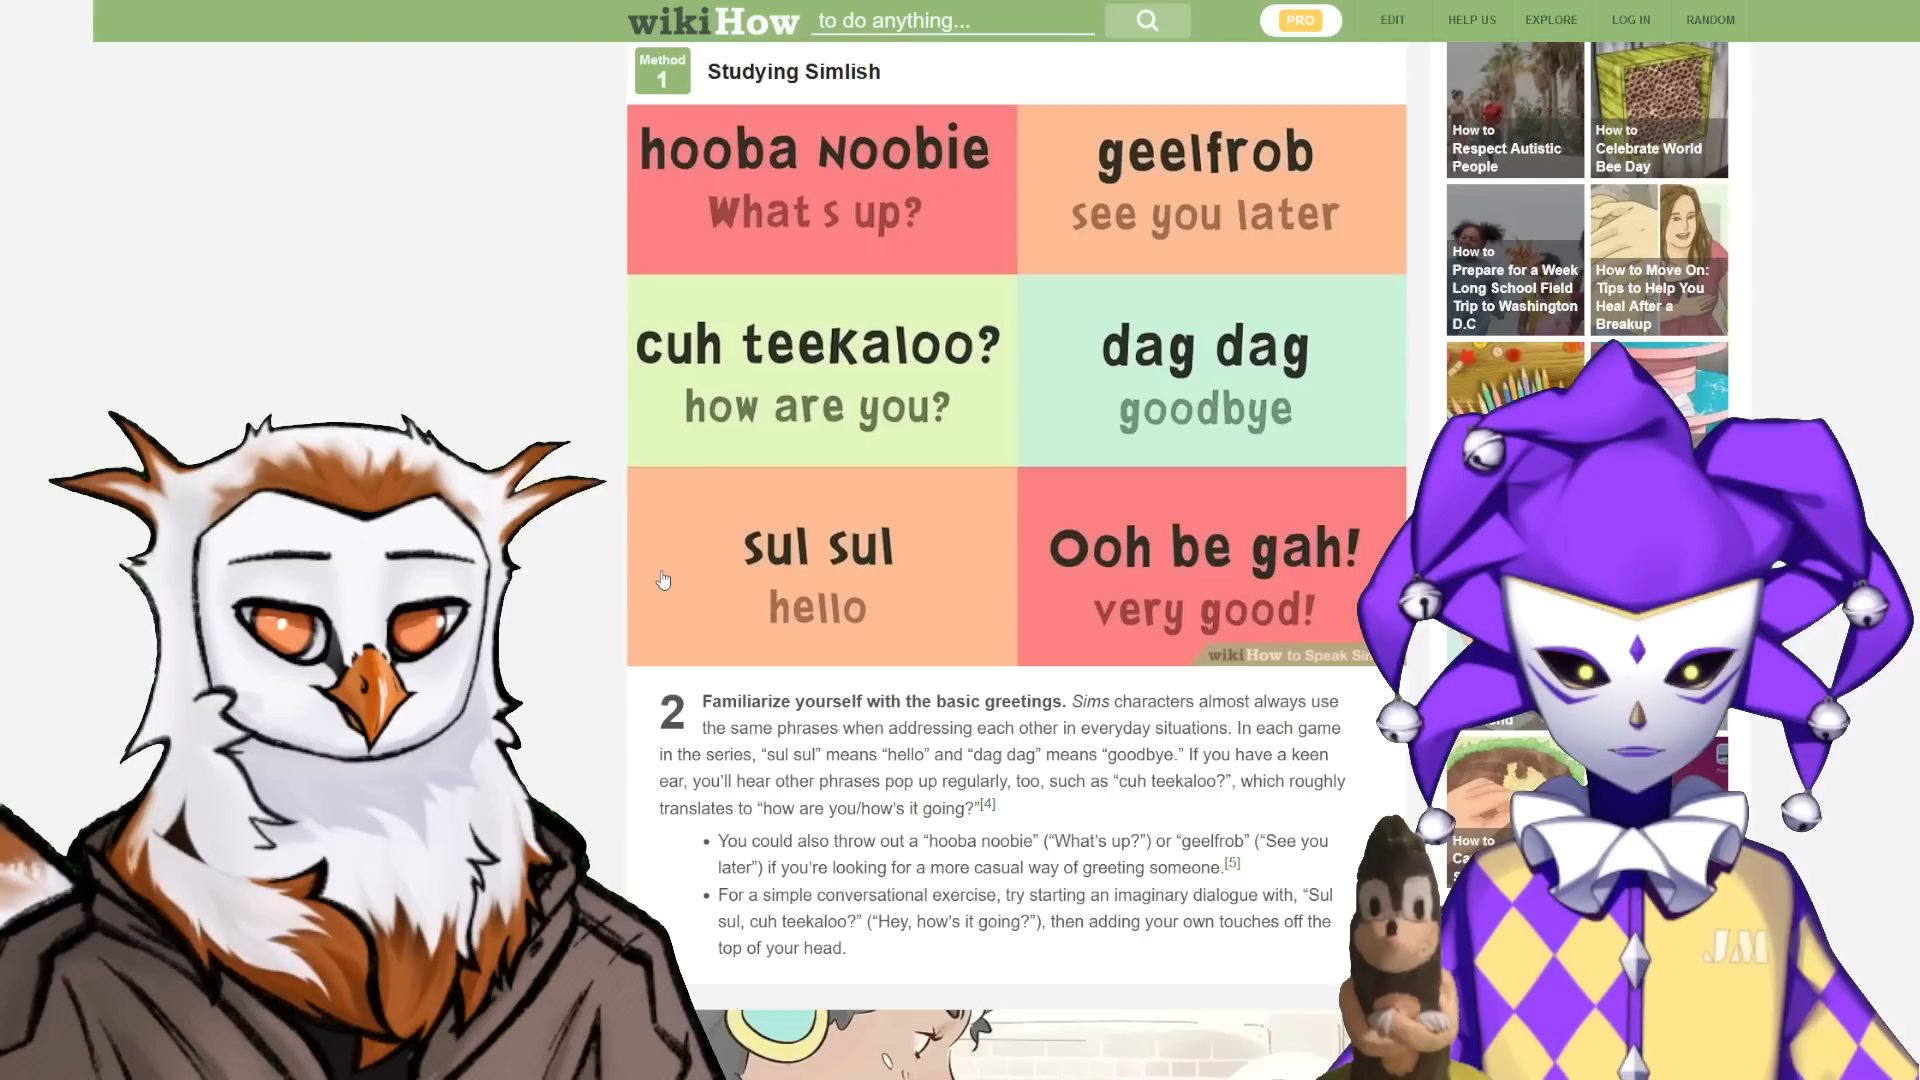 wikiHow to do anything...
PRO
EDIT
HELP US
EXPLORE
LOG IN
RANDOM
Method
1
Studying Simlish
hooba noobie
What s up?
geelfrob
see you later
cuh teekaloo?
how are you?
dag dag
goodbye
sul sul
hello
Ooh be gah!
very good!
wikiHow to Speak
2 Familiarize yourself with the basic greetings. Sims characters almost always use
the same phrases when addressing each other in everyday situations. In each game
in the series, “sul sul” means “hello” and “dag dag” means “goodbye.” If you have a keen
ear, you’ll hear other phrases pop up regularly, too, such as “cuh teekaloo?”, which roughly
translates to “how are you/how’s it going?”[4]
• You could also throw out a “hooba noobie” (“What’s up?”) or “geelfrob” (“See you
later”) if you’re looking for a more casual way of greeting someone.[5]
• For a simple conversational exercise, try starting an imaginary dialogue with, “Sul
sul, cuh teekaloo?” (“Hey, how’s it going?”), then adding your own touches off the
top of your head.
How to
Respect Autistic
People
How to
Celebrate World
Bee Day
How to
Prepare for a Week
Long School Field
Trip to Washington
D.C
How to Move On:
Tips to Help You
Heal After a
Breakup
How to
JM